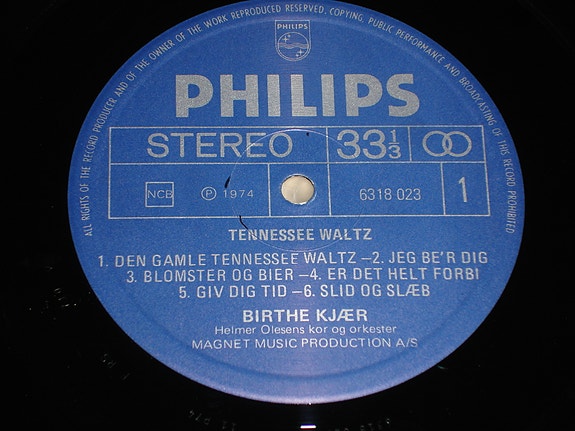 ALL RIGHTS OF THE RECORD PRODUCER AND OF THE OWNER OF THE WORK REPRODUCED RESERVED. COPYING, PUBLIC PERFORMANCE AND BROADCASTING OF THIS RECORD PROHIBITED
PHILIPS
PHILIPS
STEREO 33 1/3
NCB ℗ 1974 6318 023 1
TENNESSEE WALTZ
1. DEN GAMLE TENNESSEE WALTZ –2. JEG BE'R DIG
3. BLOMSTER OG BIER –4. ER DET HELT FORBI
5. GIV DIG TID –6. SLID OG SLÆB
BIRTHE KJÆR
Helmer Olesens kor og orkester
MAGNET MUSIC PRODUCTION A/S